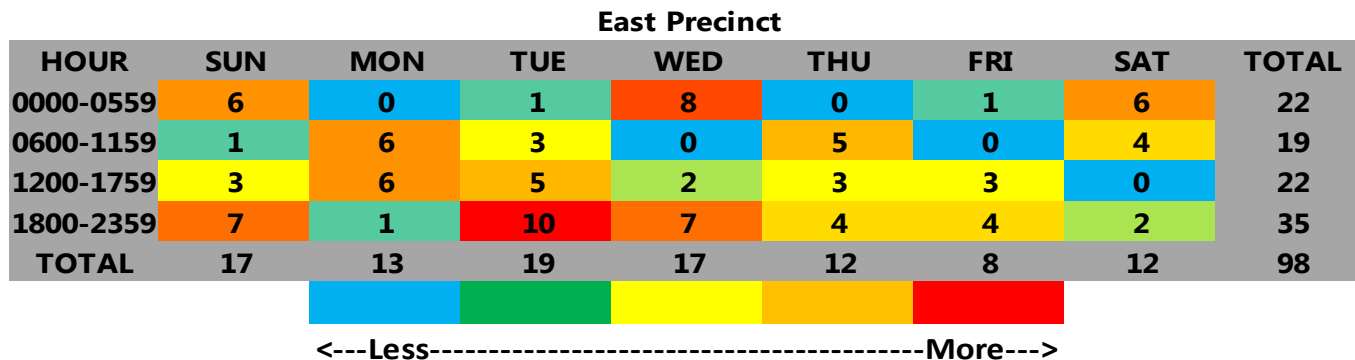 East Precinct
HOUR SUN MON TUE WED THU FRI SAT TOTAL
0000-0559 6 0 1 8 0 1 6 22
0600-1159 1 6 3 0 5 0 4 19
1200-1759 3 6 5 2 3 3 0 22
1800-2359 7 1 10 7 4 4 2 35
TOTAL 17 13 19 17 12 8 12 98
<---Less-------------------------------------------More--->